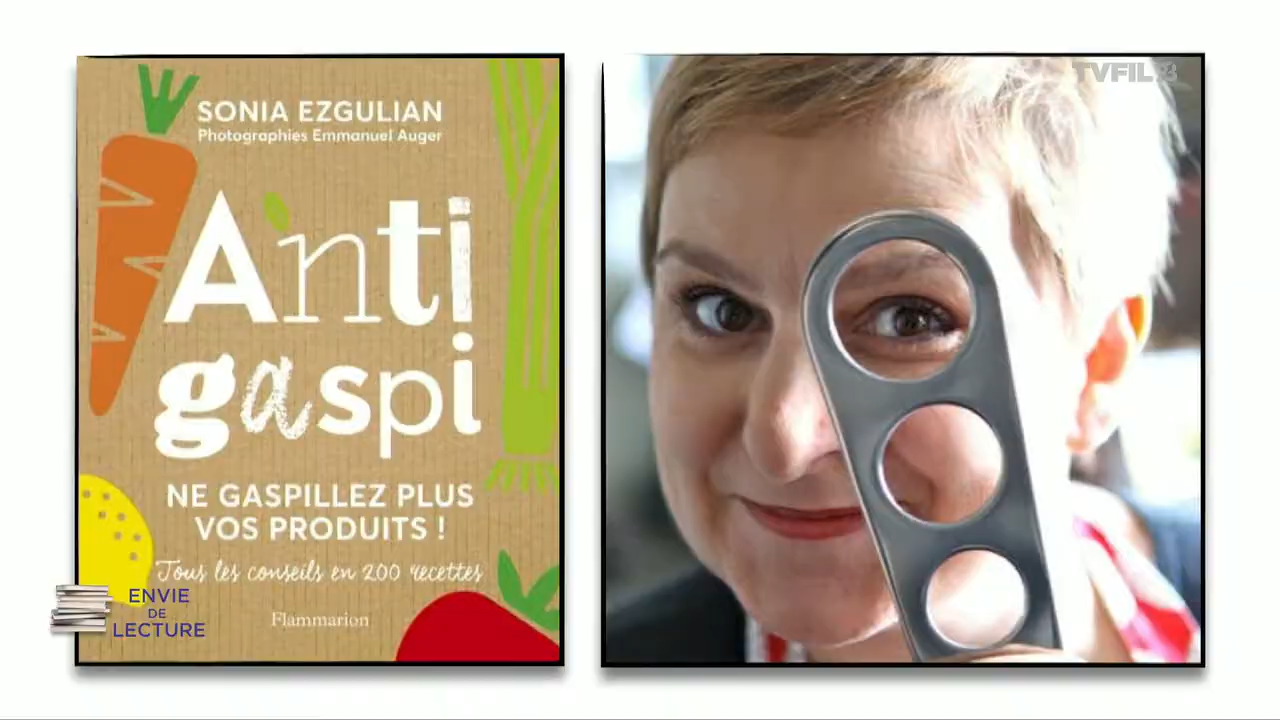 SONIA EZGULIAN
Photographies Emmanuel Auger
Anti
gaspi
NE GASPILLEZ PLUS
VOS PRODUITS !
Tous les conseils en 200 recettes
Flammarion
ENVIE
DE
LECTURE
TVFIL78